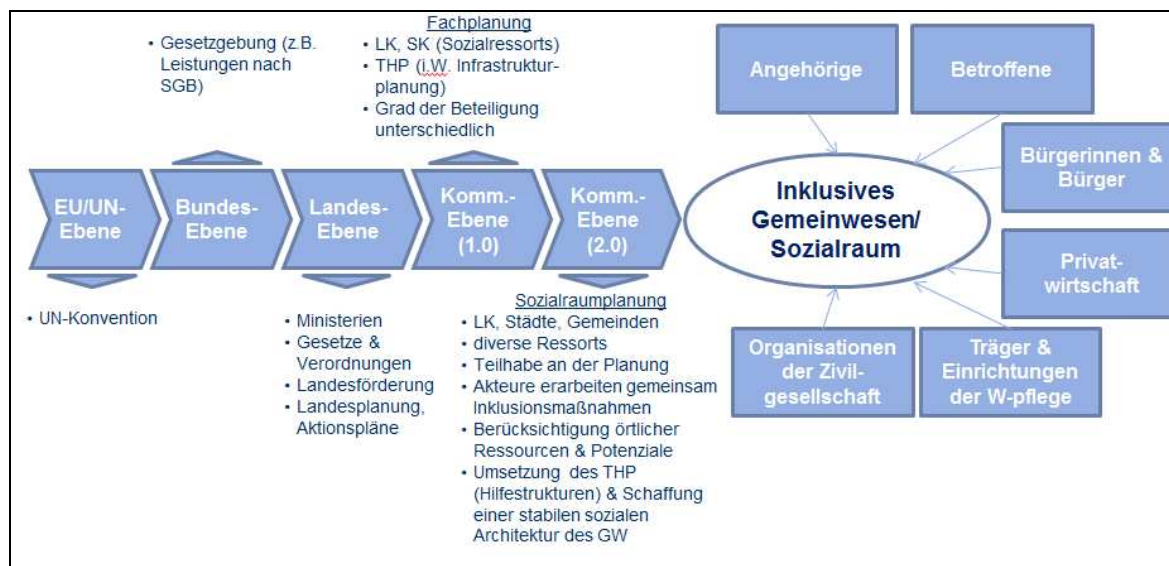 • Gesetzgebung (z.B.
Leistungen nach
SGB)
Fachplanung
• LK, SK (Sozialressorts)
• THP (i.W. Infrastruktur-
planung)
• Grad der Beteiligung
unterschiedlich
EU/UN-
Ebene
Bundes-
Ebene
Landes-
Ebene
Komm.-
Ebene
(1.0)
Komm.-
Ebene
(2.0)
• UN-Konvention
• Ministerien
• Gesetze &
Verordnungen
• Landesförderung
• Landesplanung,
Aktionspläne
Sozialraumplanung
• LK, Städte, Gemeinden
• diverse Ressorts
• Teilhabe an der Planung
• Akteure erarbeiten gemeinsam
Inklusionsmaßnahmen
• Berücksichtigung örtlicher
Ressourcen & Potenziale
• Umsetzung des THP
(Hilfestrukturen) & Schaffung
einer stabilen sozialen
Architektur des GW
Inklusives
Gemeinwesen/
Sozialraum
Angehörige
Betroffene
Bürgerinnen &
Bürger
Privat-
wirtschaft
Träger &
Einrichtungen
der W-pflege
Organisationen
der Zivil-
gesellschaft